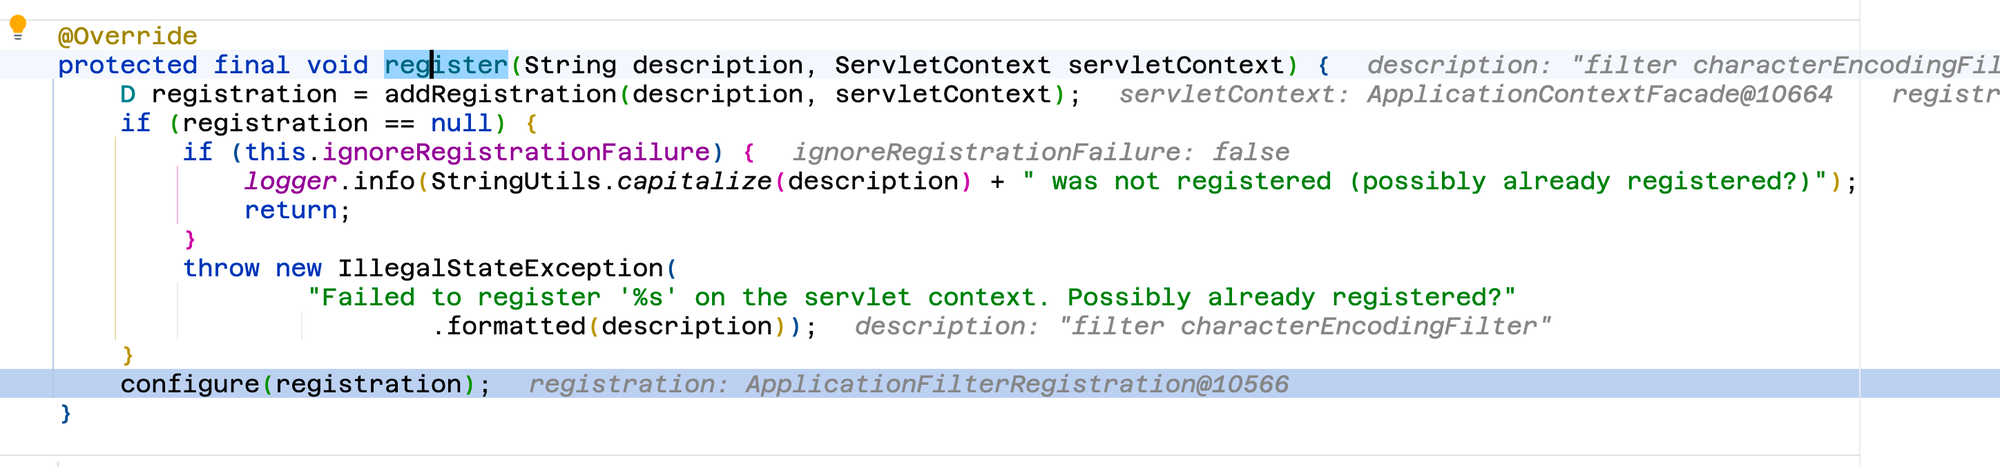 @Override
protected final void register(String description, ServletContext servletContext) { description: "filter characterEncodingFil
D registration = addRegistration(description, servletContext); servletContext: ApplicationContextFacade@10664 registr
if (registration == null) {
if (this.ignoreRegistrationFailure) { ignoreRegistrationFailure: false
logger.info(StringUtils.capitalize(description) + " was not registered (possibly already registered?)");
return;
}
throw new IllegalStateException(
"Failed to register '%s' on the servlet context. Possibly already registered?"
.formatted(description)); description: "filter characterEncodingFilter"
}
configure(registration); registration: ApplicationFilterRegistration@10566
}